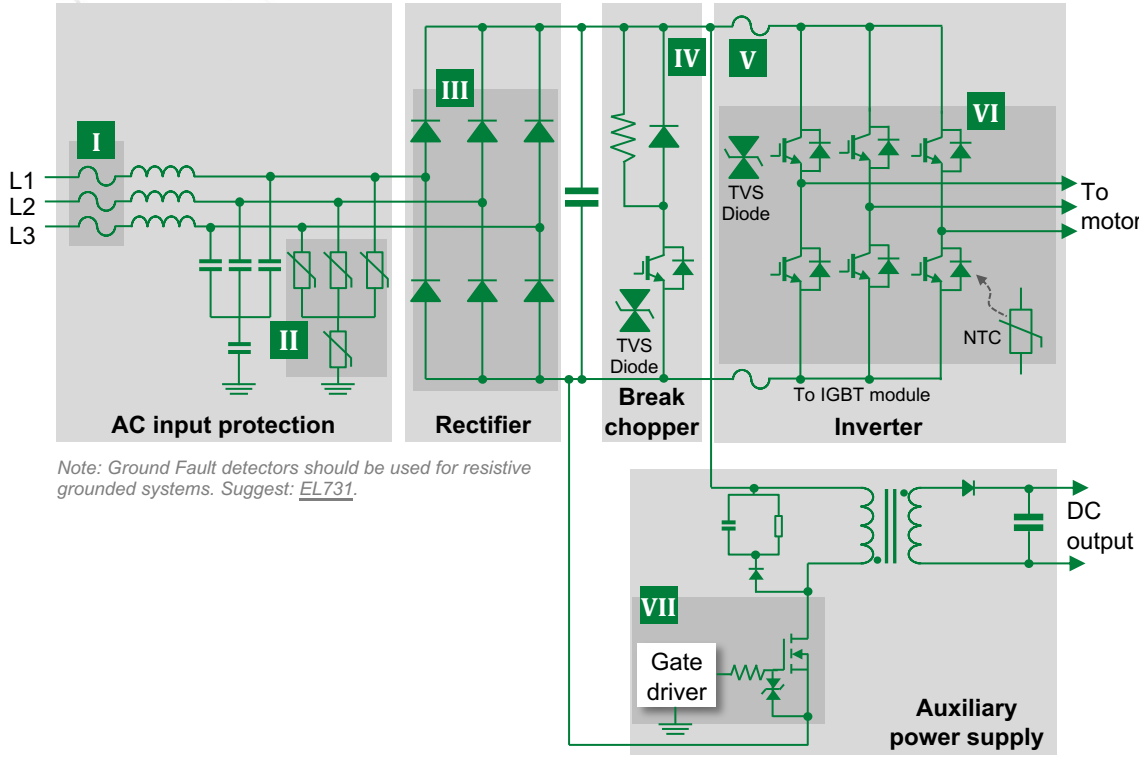 I
II
III
IV
V
VI
VII
L1
L2
L3
TVS
Diode
TVS
Diode
NTC
To
motor
To IGBT module
AC input protection
Rectifier
Break
chopper
Inverter
Note: Ground Fault detectors should be used for resistive
grounded systems. Suggest: EL731.
DC
output
Gate
driver
Auxiliary
power supply